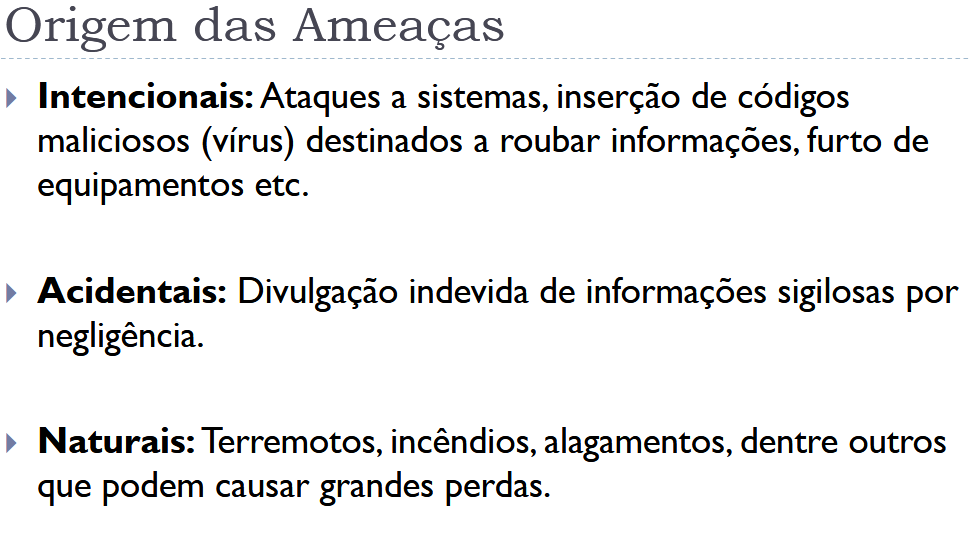 Origem das Ameaças
Intencionais: Ataques a sistemas, inserção de códigos
maliciosos (vírus) destinados a roubar informações, furto de
equipamentos etc.
Acidentais: Divulgação indevida de informações sigilosas por
negligência.
Naturais: Terremotos, incêndios, alagamentos, dentre outros
que podem causar grandes perdas.